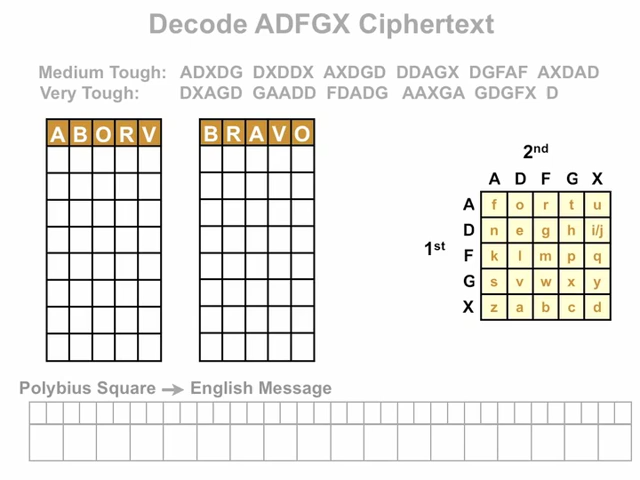 Decode ADFGX Ciphertext
Medium Tough: ADXDG DXDDX AXDGD DDAGX DGFAF AXDAD
Very Tough: DXAGD GAADD FDADG AAXGA GDGFX D
A B O R V
B R A V O
2nd
A D F G X
1st
A f o r t u
D n e g h i/j
F k l m p q
G s v w x y
X z a b c d
Polybius Square → English Message